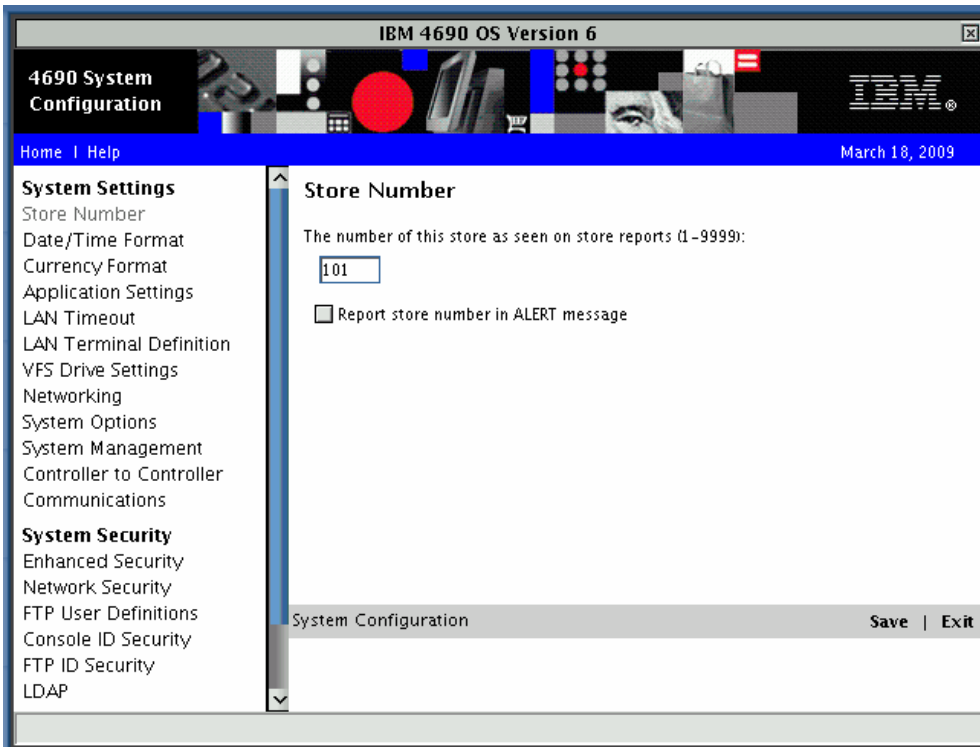 IBM 4690 OS Version 6
4690 System
Configuration
IBM®
Home | Help
March 18, 2009
System Settings
Store Number
Date/Time Format
Currency Format
Application Settings
LAN Timeout
LAN Terminal Definition
VFS Drive Settings
Networking
System Options
System Management
Controller to Controller
Communications
System Security
Enhanced Security
Network Security
FTP User Definitions
Console ID Security
FTP ID Security
LDAP
Store Number
The number of this store as seen on store reports (1-9999):
101
Report store number in ALERT message
System Configuration
Save | Exit